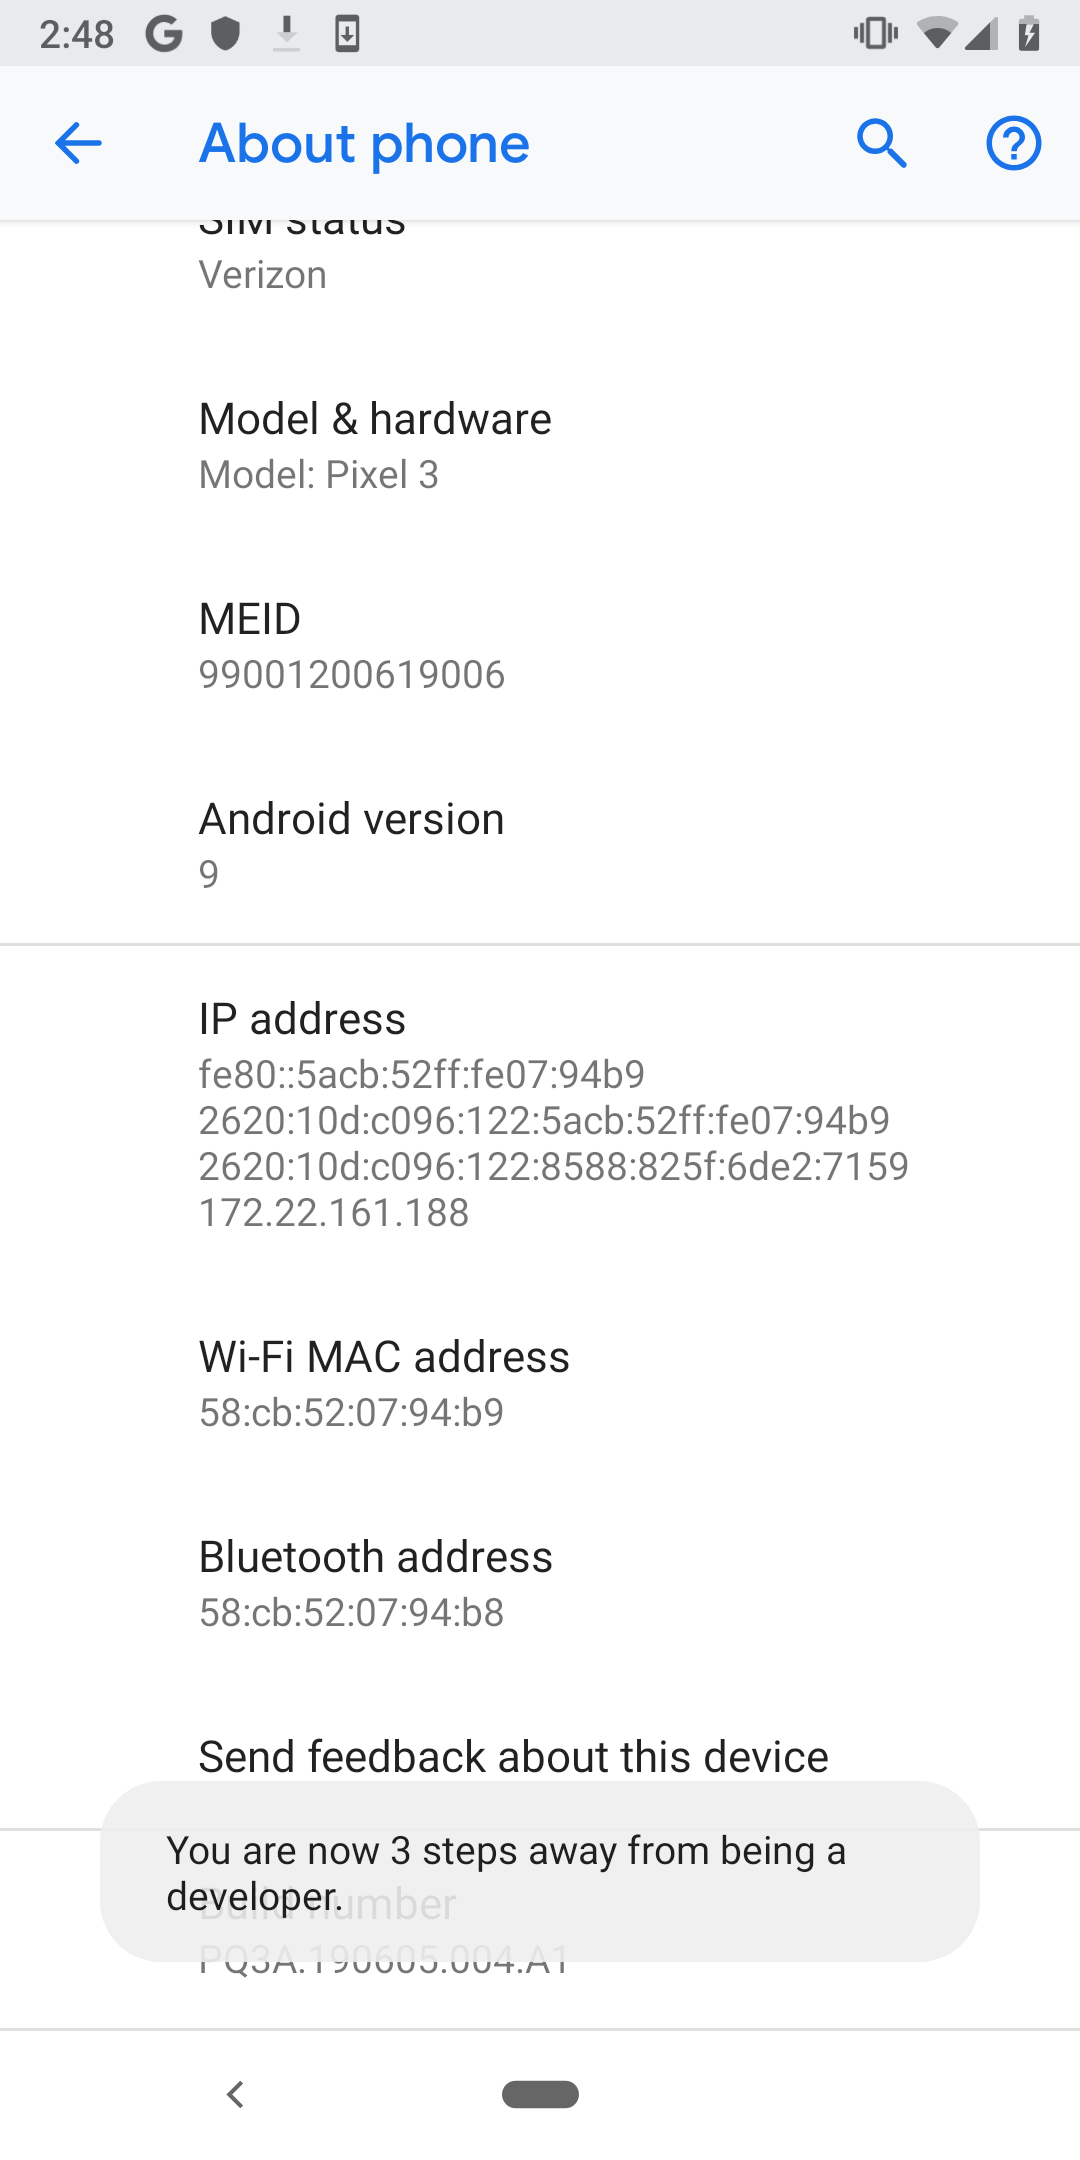 2:48
About phone
SIM status
Verizon
Model & hardware
Model: Pixel 3
MEID
99001200619006
Android version
9
IP address
fe80::5acb:52ff:fe07:94b9
2620:10d:c096:122:5acb:52ff:fe07:94b9
2620:10d:c096:122:8588:825f:6de2:7159
172.22.161.188
Wi-Fi MAC address
58:cb:52:07:94:b9
Bluetooth address
58:cb:52:07:94:b8
Send feedback about this device
You are now 3 steps away from being a
developer.
Build number
PQ3A.190605.004.A1